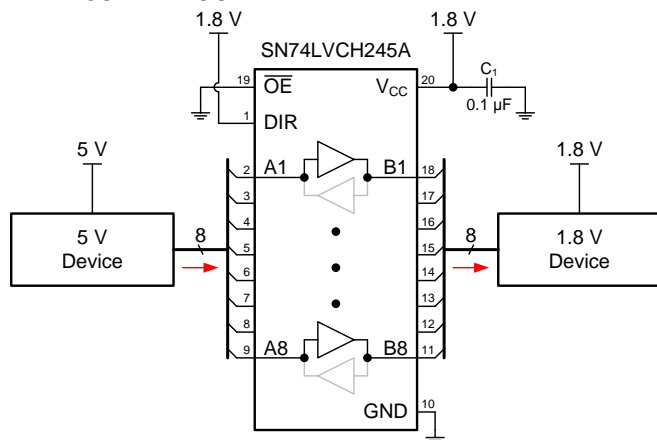 1.8 V
1.8 V
SN74LVCH245A
19
OE
VCC
20
C1
0.1 µF
1
DIR
5 V
1.8 V
2
A1
B1
18
3
17
4
16
5 V
Device
8
5
15
8
1.8 V
Device
6
14
7
13
8
12
9
A8
B8
11
GND
10